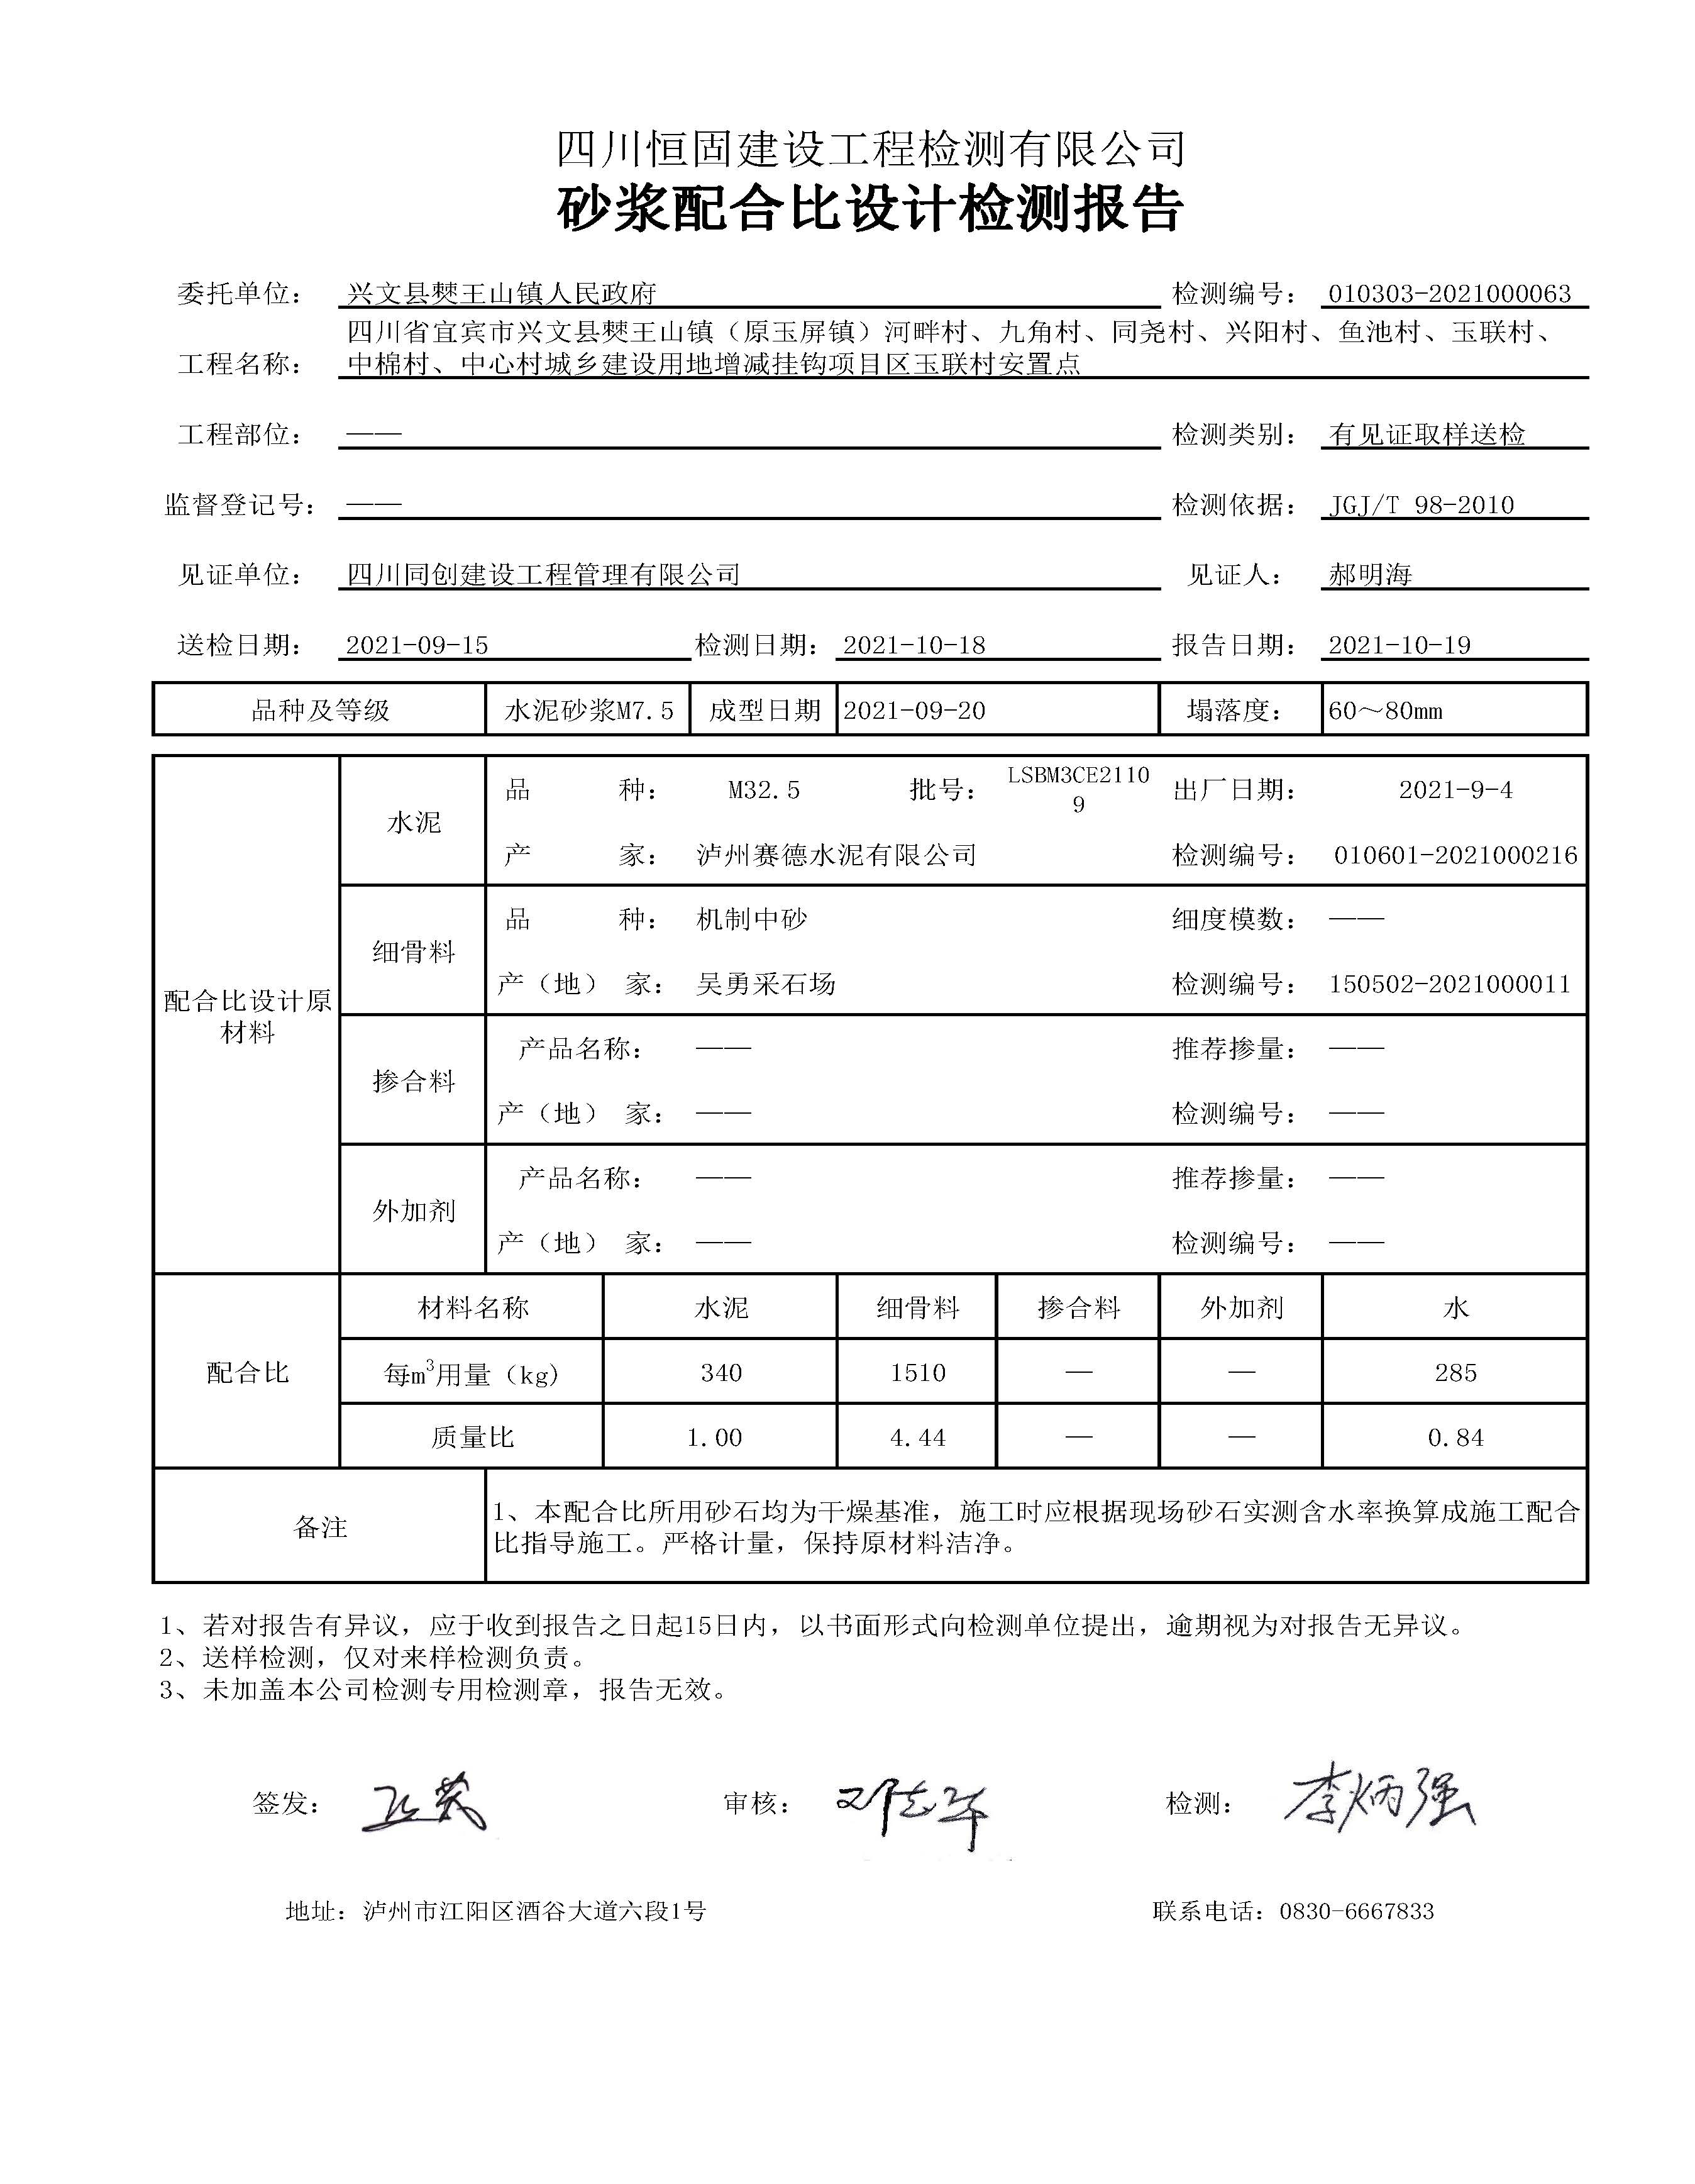 四川恒固建设工程检测有限公司
砂浆配合比设计检测报告
委托单位： 兴文县僰王山镇人民政府 检测编号： 010303-2021000063
四川省宜宾市兴文县僰王山镇（原玉屏镇）河畔村、九角村、同尧村、兴阳村、鱼池村、玉联村、
工程名称： 中棉村、中心村城乡建设用地增减挂钩项目区玉联村安置点
工程部位： —— 检测类别： 有见证取样送检
监督登记号： —— 检测依据： JGJ/T 98-2010
见证单位： 四川同创建设工程管理有限公司 见证人： 郝明海
送检日期： 2021-09-15 检测日期： 2021-10-18 报告日期： 2021-10-19
品种及等级 水泥砂浆M7.5 成型日期 2021-09-20 塌落度： 60～80mm
配合比设计原
材料
水泥
品 种： M32.5 批号： LSBM3CE2110
9
出厂日期： 2021-9-4
产 家： 泸州赛德水泥有限公司 检测编号： 010601-2021000216
细骨料
品 种： 机制中砂 细度模数： ——
产（地） 家： 吴勇采石场 检测编号： 150502-2021000011
掺合料
产品名称： —— 推荐掺量： ——
产（地） 家： —— 检测编号： ——
外加剂
产品名称： —— 推荐掺量： ——
产（地） 家： —— 检测编号： ——
配合比
材料名称 水泥 细骨料 掺合料 外加剂 水
每m³用量（kg） 340 1510 — — 285
质量比 1.00 4.44 — — 0.84
备注
1、本配合比所用砂石均为干燥基准，施工时应根据现场砂石实测含水率换算成施工配合
比指导施工。严格计量，保持原材料洁净。
1、若对报告有异议，应于收到报告之日起15日内，以书面形式向检测单位提出，逾期视为对报告无异议。
2、送样检测，仅对来样检测负责。
3、未加盖本公司检测专用检测章，报告无效。
签发： 审核： 检测： 李炳强
地址：泸州市江阳区酒谷大道六段1号 联系电话：0830-6667833